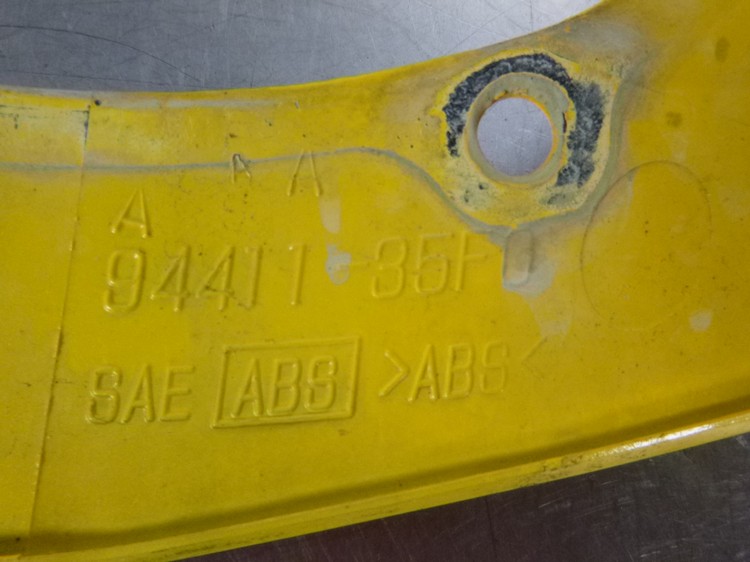 A A
A
94411-35F0
SAE ABS >ABS<